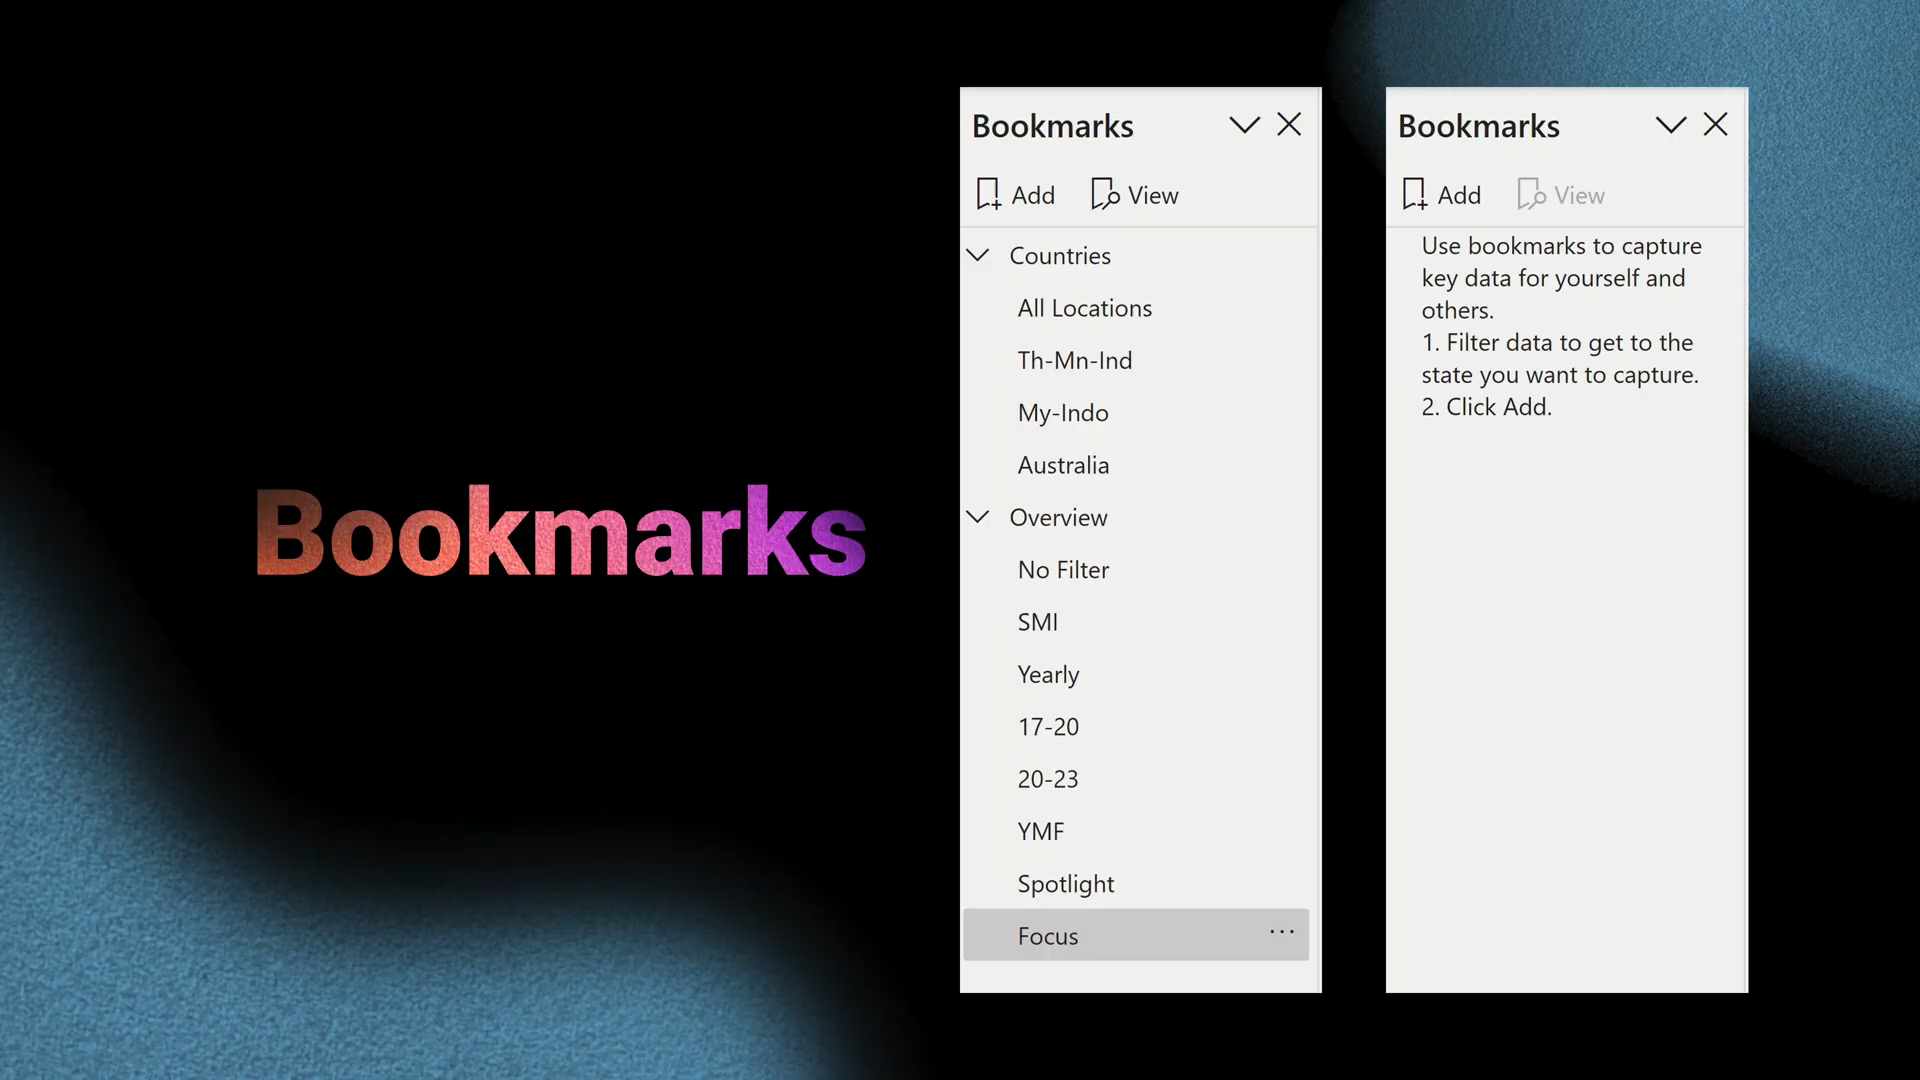 Bookmarks
Bookmarks
Add View
Countries
All Locations
Th-Mn-Ind
My-Indo
Australia
Overview
No Filter
SMI
Yearly
17-20
20-23
YMF
Spotlight
Focus ...
Bookmarks
Add View
Use bookmarks to capture
key data for yourself and
others.
1. Filter data to get to the
state you want to capture.
2. Click Add.